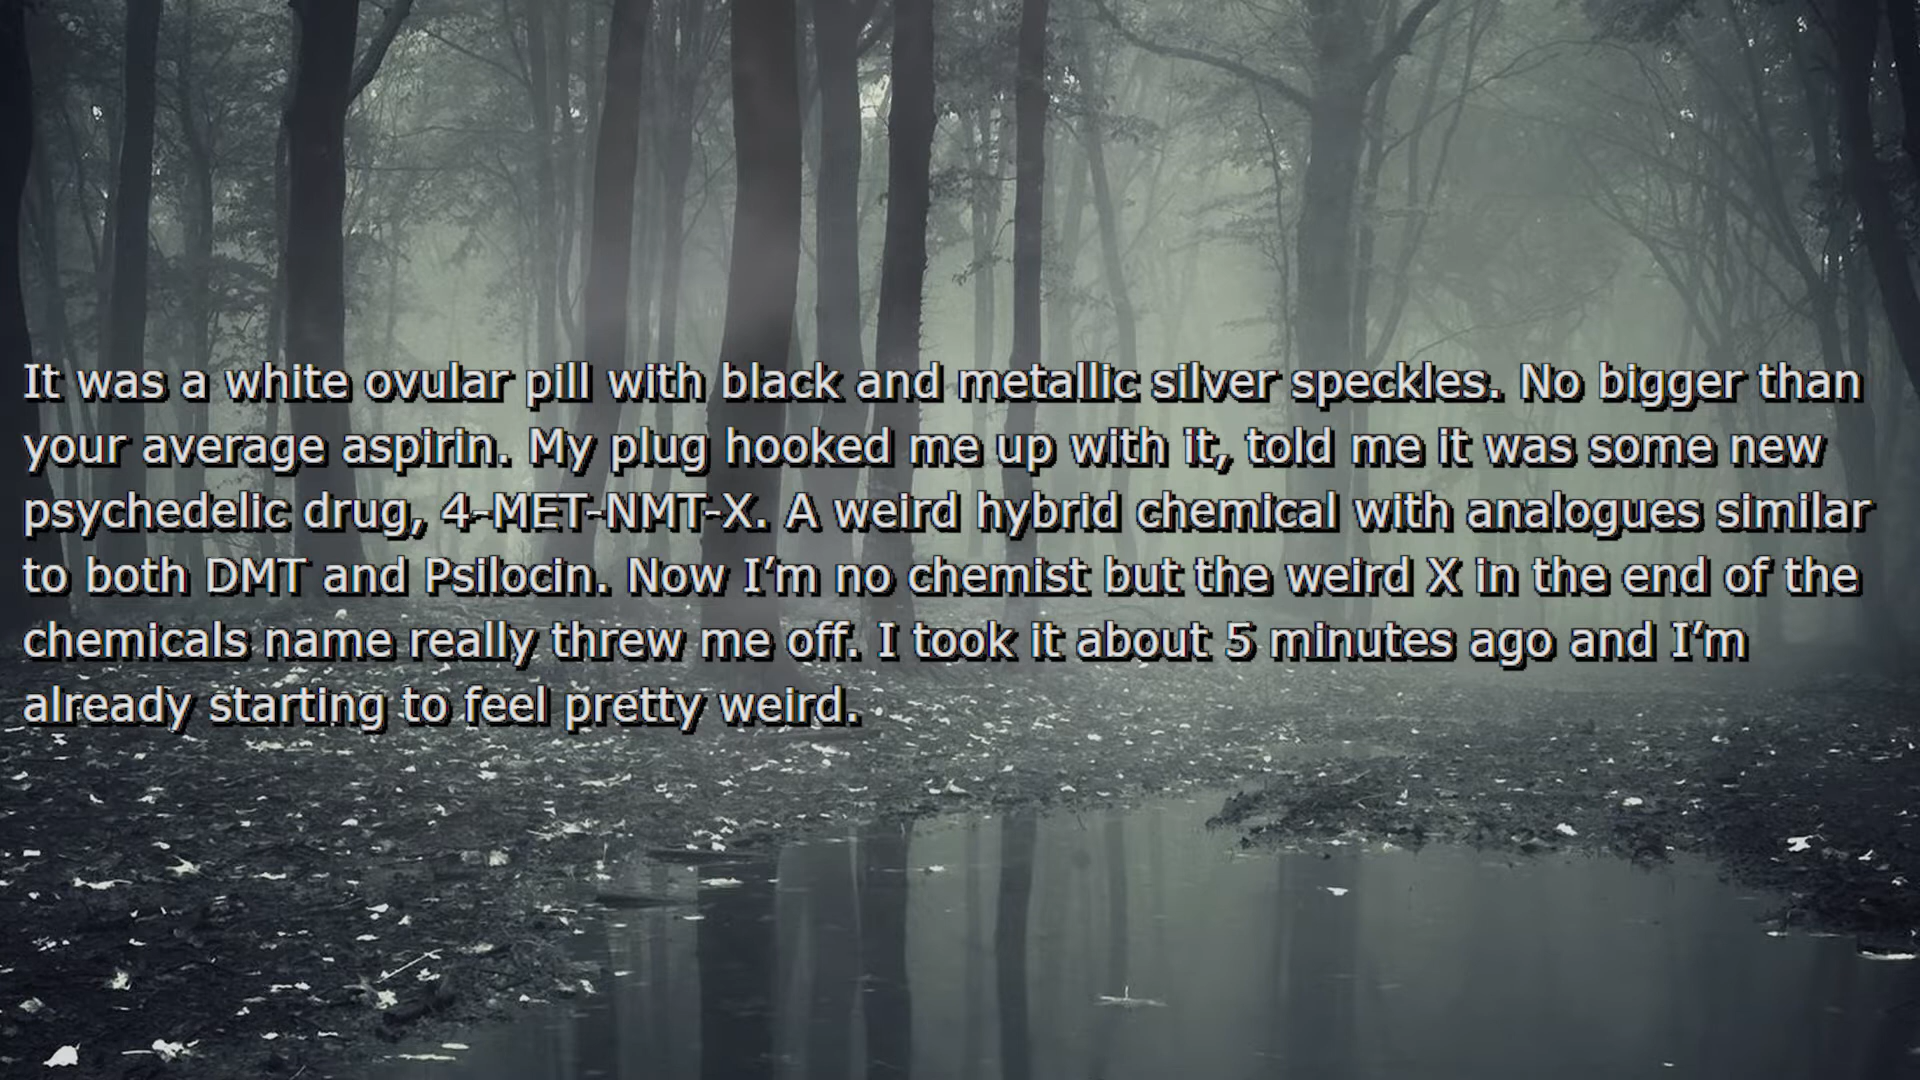 It was a white ovular pill with black and metallic silver speckles. No bigger than
your average aspirin. My plug hooked me up with it, told me it was some new
psychedelic drug, 4-MET-NMT-X. A weird hybrid chemical with analogues similar
to both DMT and Psilocin. Now I’m no chemist but the weird X in the end of the
chemicals name really threw me off. I took it about 5 minutes ago and I’m
already starting to feel pretty weird.